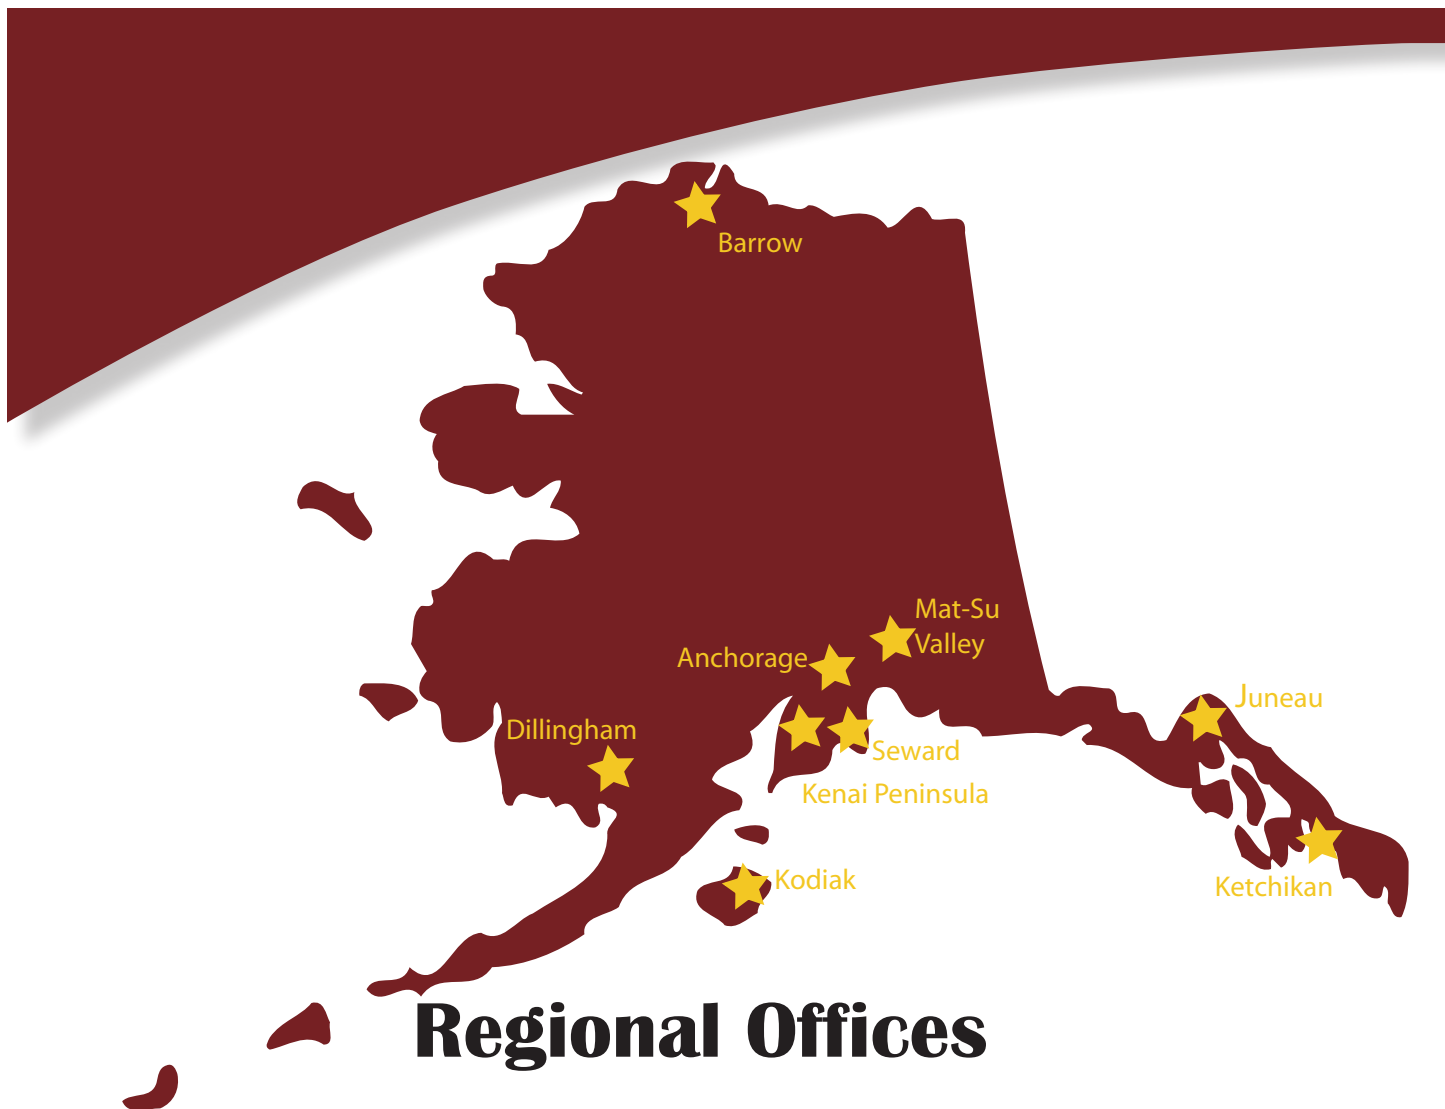 Barrow
Mat-Su
Valley
Anchorage
Juneau
Dillingham
Seward
Kenai Peninsula
Kodiak
Ketchikan
Regional Offices